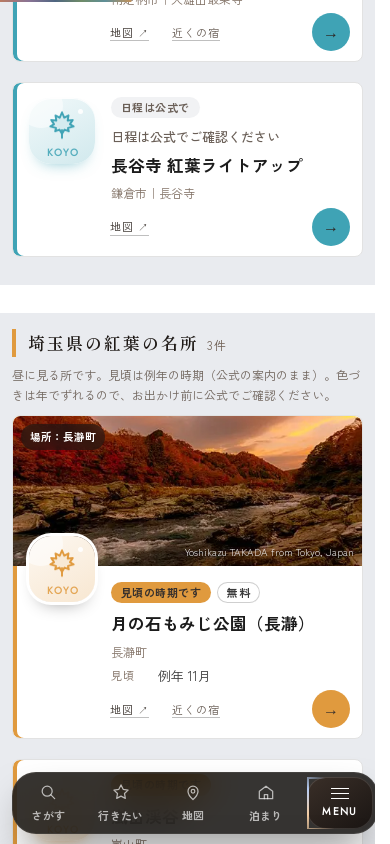 地図 ↗ 近くの宿
→
日程は公式で
日程は公式でご確認ください
KOYO
長谷寺 紅葉ライトアップ
鎌倉市｜長谷寺
地図 ↗
→
埼玉県の紅葉の名所 3件
昼に見る所です。見頃は例年の時期（公式の案内のまま）。色づ
きは年でずれるので、お出かけ前に公式でご確認ください。
場所：長瀞町
Yoshikazu TAKADA from Tokyo, Japan
KOYO
見頃の時期です 無料
月の石もみじ公園（長瀞）
長瀞町
見頃 例年 11月
地図 ↗ 近くの宿
→
さがす 行きたい 地図 泊まり MENU
嵐山町